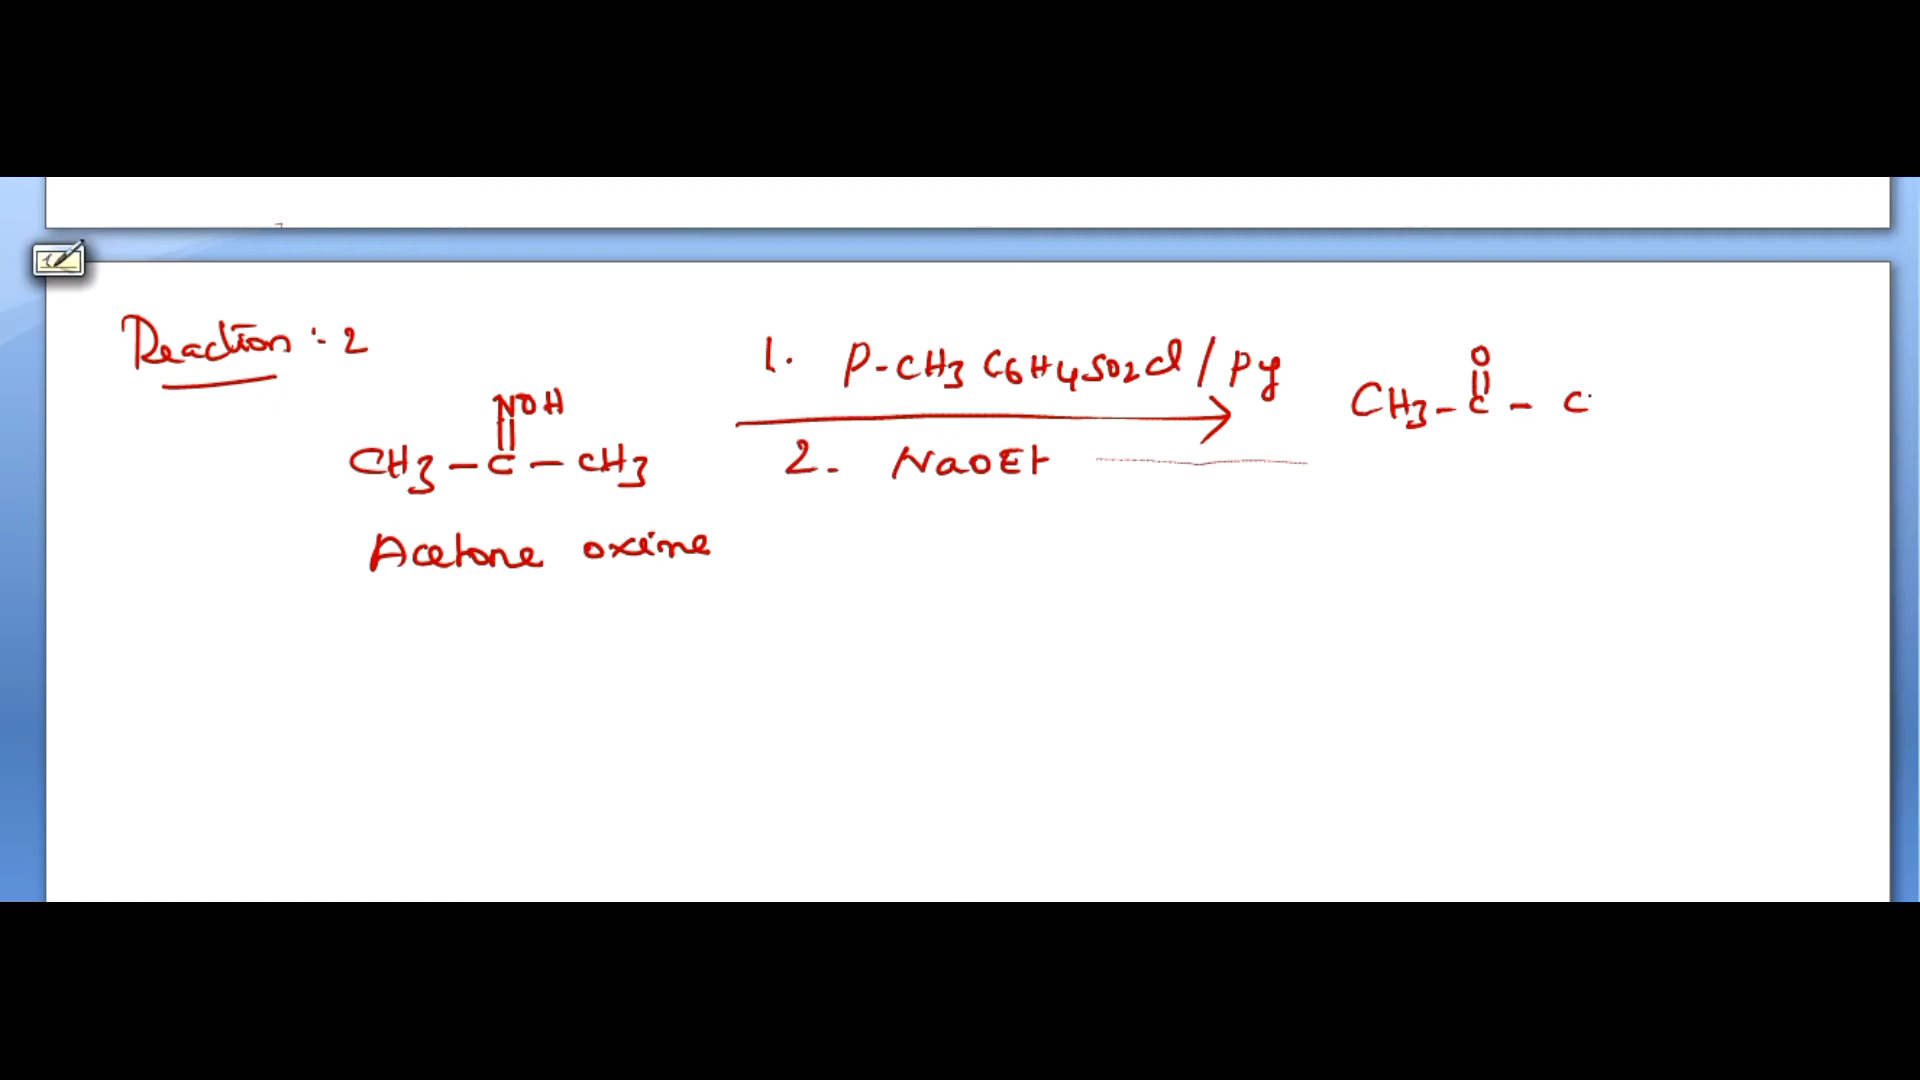 Reaction :- 2
1. P-CH3 C6H4SO2Cl / Py
O
CH3 - C - C
NOH
CH3 - C - CH3
2. NaOEt
Acetone oxime